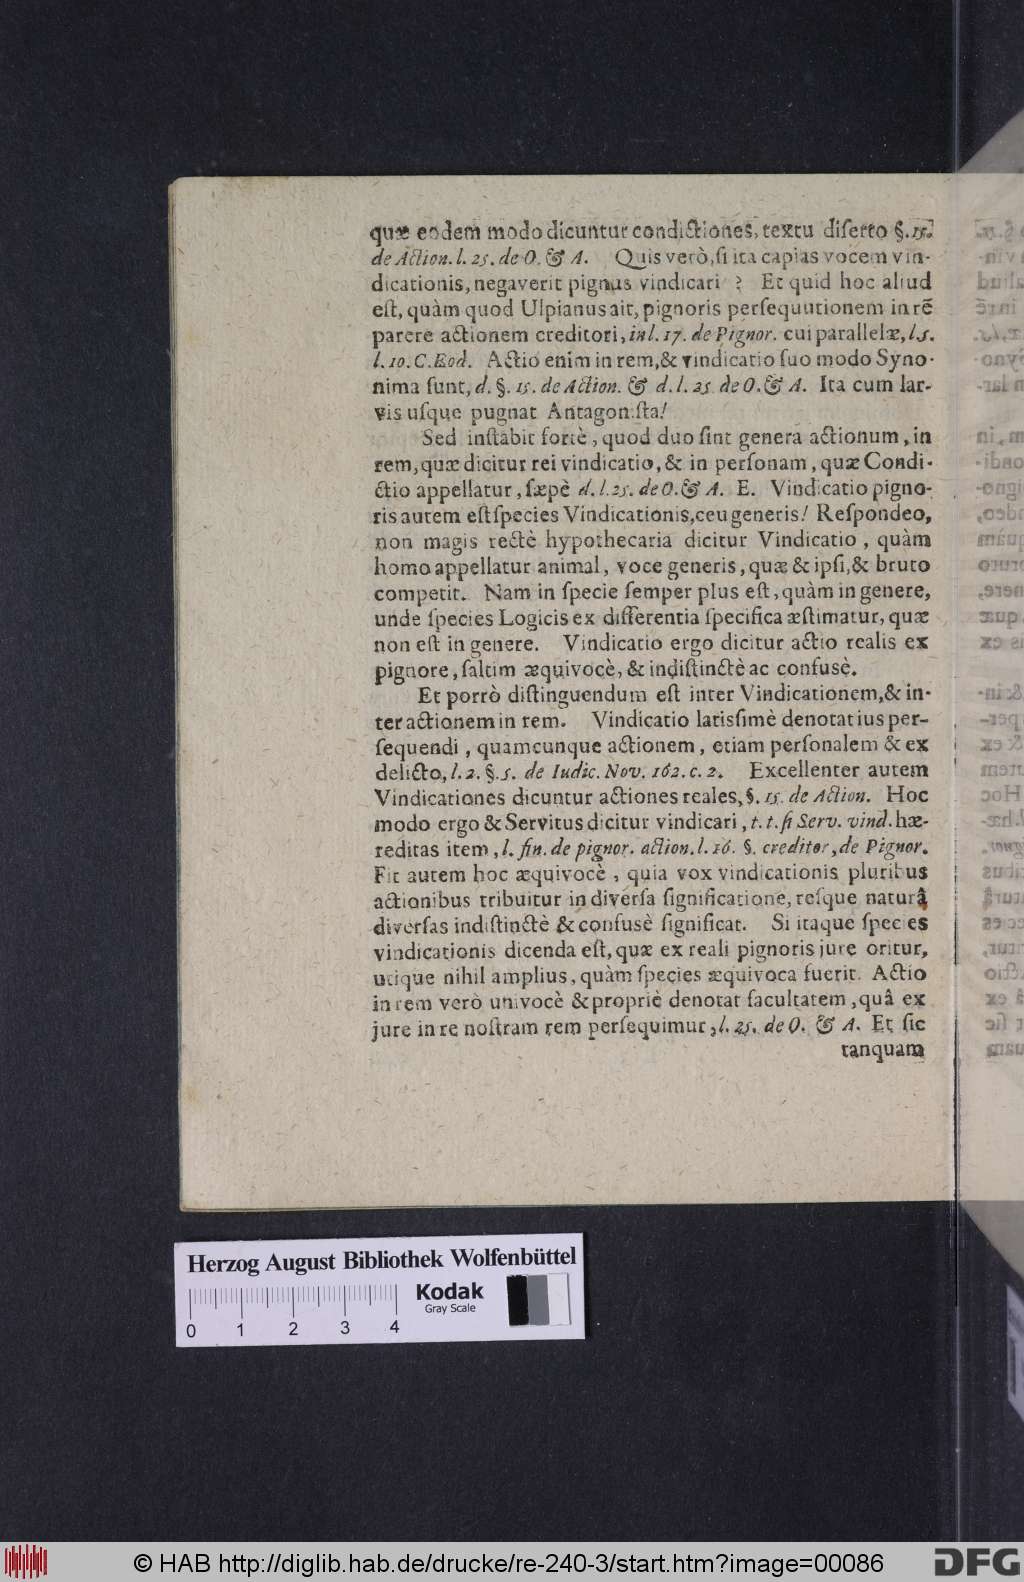 quæ eodem modo dicuntur condictiones, textu diserto §. 15.
de Action. l. 25. de O. & A. Quis verò, ſi ita capias vocem vin-
dicationis, negaverit pignus vindicari ? Et quid hoc aliud
eſt, quàm quod Ulpianus ait, pignoris perſequutionem in rē
parere actionem creditori, in l. 17. de Pignor. cui parallelæ, l. 5.
l. 10. C. Eod. Actio enim in rem, & vindicatio ſuo modo Syno-
nima ſunt, d. §. 15. de Action. & d. l. 25. de O. & A. Ita cum lar-
vis uſque pugnat Antagoniſta!
Sed inſtabit fortè, quod duo ſint genera actionum, in
rem, quæ dicitur rei vindicatio, & in perſonam, quæ Condi-
ctio appellatur, ſæpè d. l. 25. de O. & A. E. Vindicatio pigno-
ris autem eſt ſpecies Vindicationis, ceu generis! Reſpondeo,
non magis rectè hypothecaria dicitur Vindicatio, quàm
homo appellatur animal, voce generis, quæ & ipſi, & bruto
competit. Nam in ſpecie ſemper plus eſt, quàm in genere,
unde ſpecies Logicis ex differentia ſpecifica æſtimatur, quæ
non eſt in genere. Vindicatio ergo dicitur actio realis ex
pignore, ſaltim æquivocè, & indiſtinctè ac confusè.
Et porrò diſtinguendum eſt inter Vindicationem, & in-
ter actionem in rem. Vindicatio latiſsimè denotat ius per-
ſequendi, quamcunque actionem, etiam perſonalem & ex
delicto, l. 2. §. 5. de Iudic. Nov. 162. c. 2. Excellenter autem
Vindicationes dicuntur actiones reales, §. 15. de Action. Hoc
modo ergo & Servitus dicitur vindicari, t. t. ſi Serv. vind. hæ-
reditas item, l. fin. de pignor. action. l. 16. §. creditor, de Pignor.
Fit autem hoc æquivocè, quia vox vindicationis pluribus
actionibus tribuitur in diverſa ſignificatione, reſque naturâ
diverſas indiſtinctè & confusè ſignificat. Si itaque ſpecies
vindicationis dicenda eſt, quæ ex reali pignoris jure oritur,
utique nihil amplius, quàm ſpecies æquivoca fuerit. Actio
in rem verò univocè & propriè denotat facultatem, quâ ex
jure in re noſtram rem perſequimur, l. 25. de O. & A. Et ſic
tanquam
Herzog August Bibliothek Wolfenbüttel
Kodak
Gray Scale
0 1 2 3 4
© HAB http://diglib.hab.de/drucke/re-240-3/start.htm?image=00086
DFG